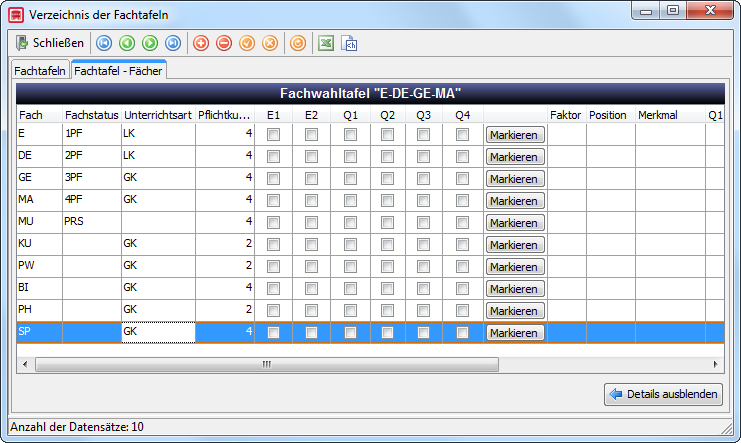 Verzeichnis der Fachtafeln
Schließen
Fachtafeln Fachtafel - Fächer
Fachwahltafel "E-DE-GE-MA"
Fach Fachstatus Unterrichtsart Pflichtku... E1 E2 Q1 Q2 Q3 Q4 Faktor Position Merkmal Q1
E 1PF LK 4 Markieren
DE 2PF LK 4 Markieren
GE 3PF GK 4 Markieren
MA 4PF GK 4 Markieren
MU PRS 4 Markieren
KU GK 2 Markieren
PW GK 2 Markieren
BI GK 4 Markieren
PH GK 2 Markieren
SP GK 4 Markieren
Details ausblenden
Anzahl der Datensätze: 10